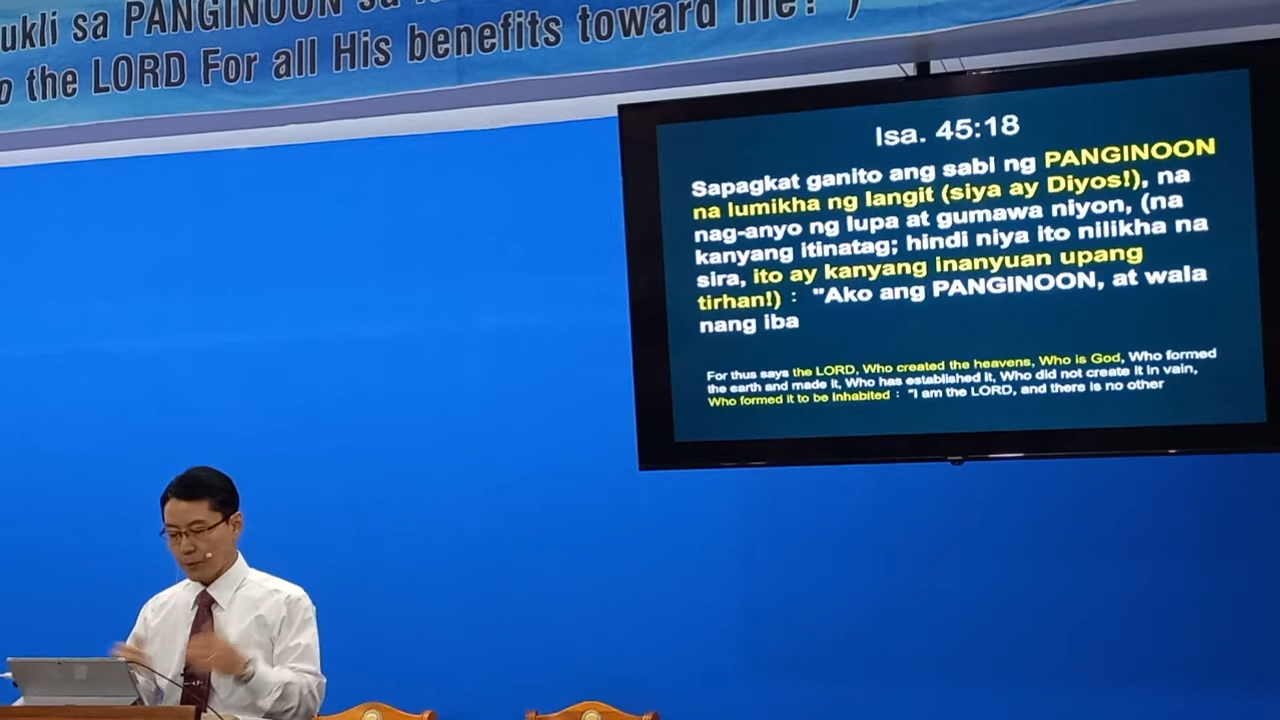 ukli sa PANGINOON sa
the LORD For all His benefits toward me?")
Isa. 45:18
Sapagkat ganito ang sabi ng PANGINOON
na lumikha ng langit (siya ay Diyos!), na
nag-anyo ng lupa at gumawa niyon, (na
kanyang itinatag; hindi niya ito nilikha na
sira, ito ay kanyang inanyuan upang
tirhan!) : "Ako ang PANGINOON, at wala
nang iba
For thus says the LORD, Who created the heavens, Who is God, Who formed
the earth and made it, Who has established it, Who did not create it in vain,
Who formed it to be inhabited : "I am the LORD, and there is no other